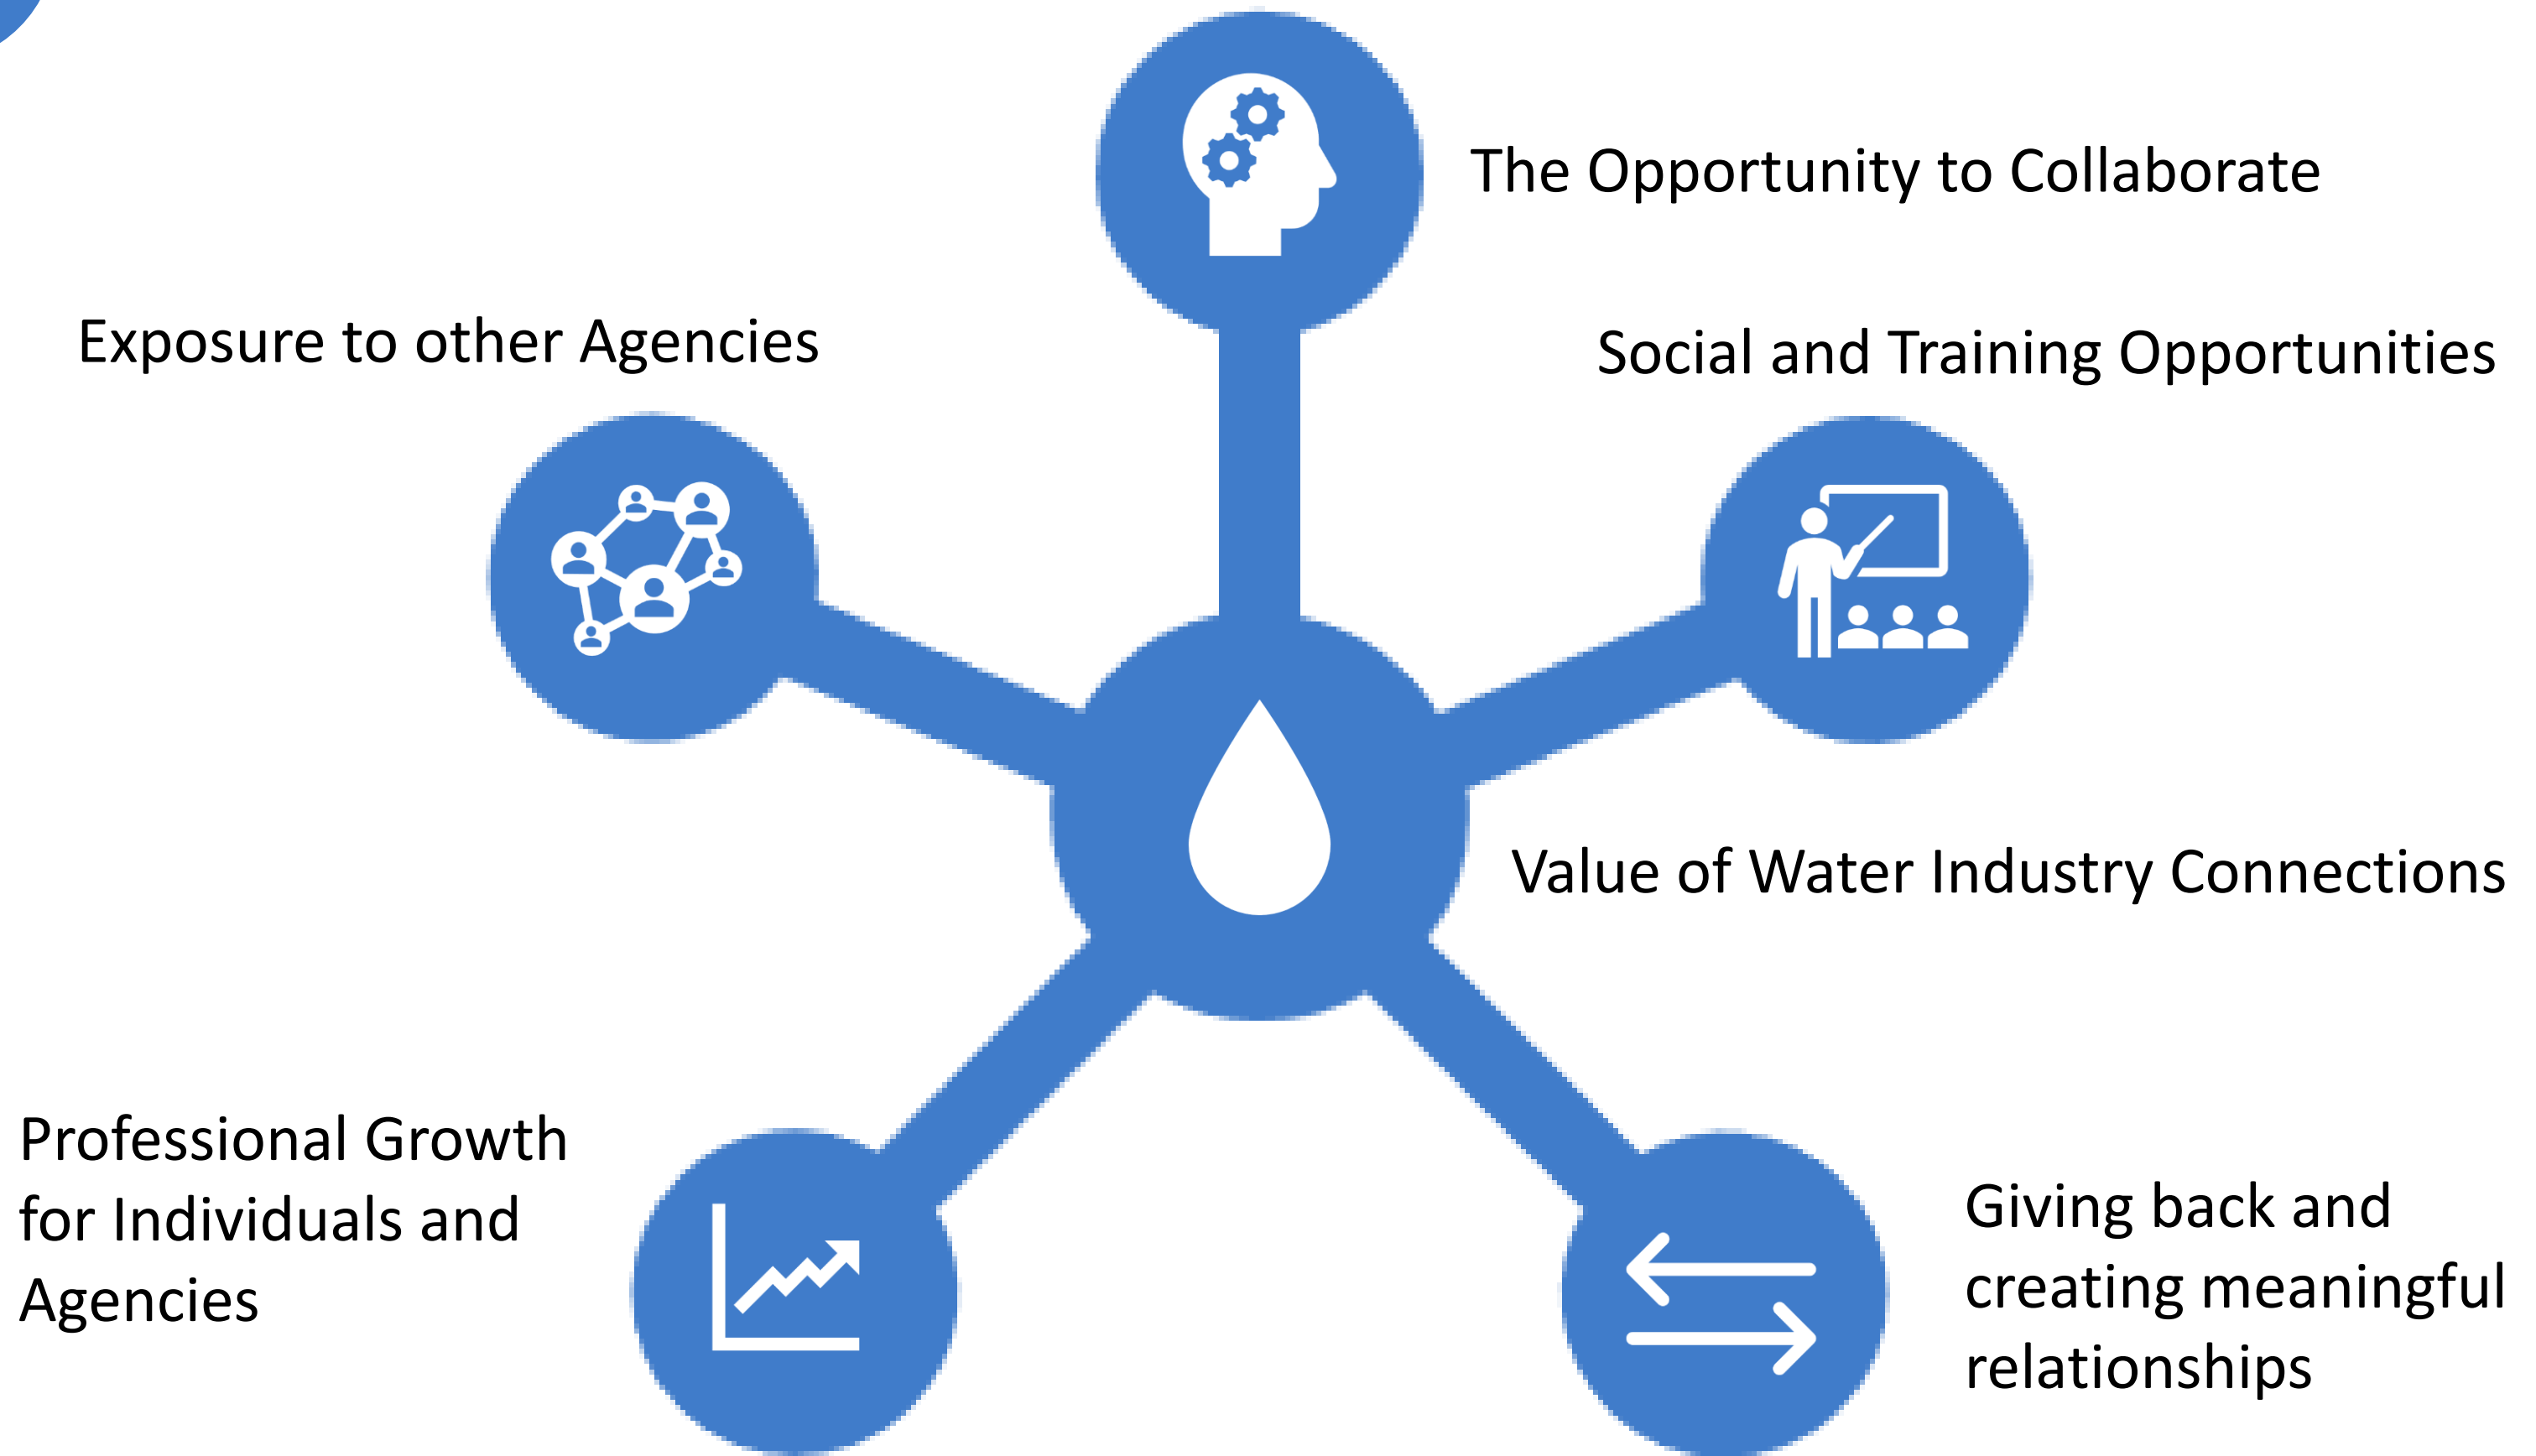 The Opportunity to Collaborate
Exposure to other Agencies
Social and Training Opportunities
Value of Water Industry Connections
Professional Growth
for Individuals and
Agencies
Giving back and
creating meaningful
relationships